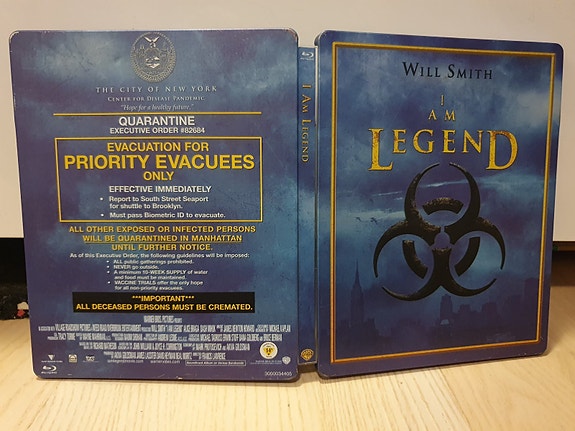 THE CITY OF NEW YORK
CENTER FOR DISEASE PANDEMIC
"Hope for a healthy future."
QUARANTINE
EXECUTIVE ORDER #82684
EVACUATION FOR
PRIORITY EVACUEES
ONLY
EFFECTIVE IMMEDIATELY
• Report to South Street Seaport
for shuttle to Brooklyn.
• Must pass Biometric ID to evacuate.
ALL OTHER EXPOSED OR INFECTED PERSONS
WILL BE QUARANTINED IN MANHATTAN
UNTIL FURTHER NOTICE.
As of this Executive Order, the following guidelines will be imposed:
• ALL public gatherings prohibited.
• NEVER go outside.
• A minimum 10-WEEK SUPPLY of water
and food must be maintained.
• VACCINE TRIALS offer the only hope
for all non-priority evacuees.
***IMPORTANT***
ALL DECEASED PERSONS MUST BE CREMATED.
WARNER BROS. PICTURES
3000034405
I AM LEGEND
WILL SMITH
I
AM
LEGEND